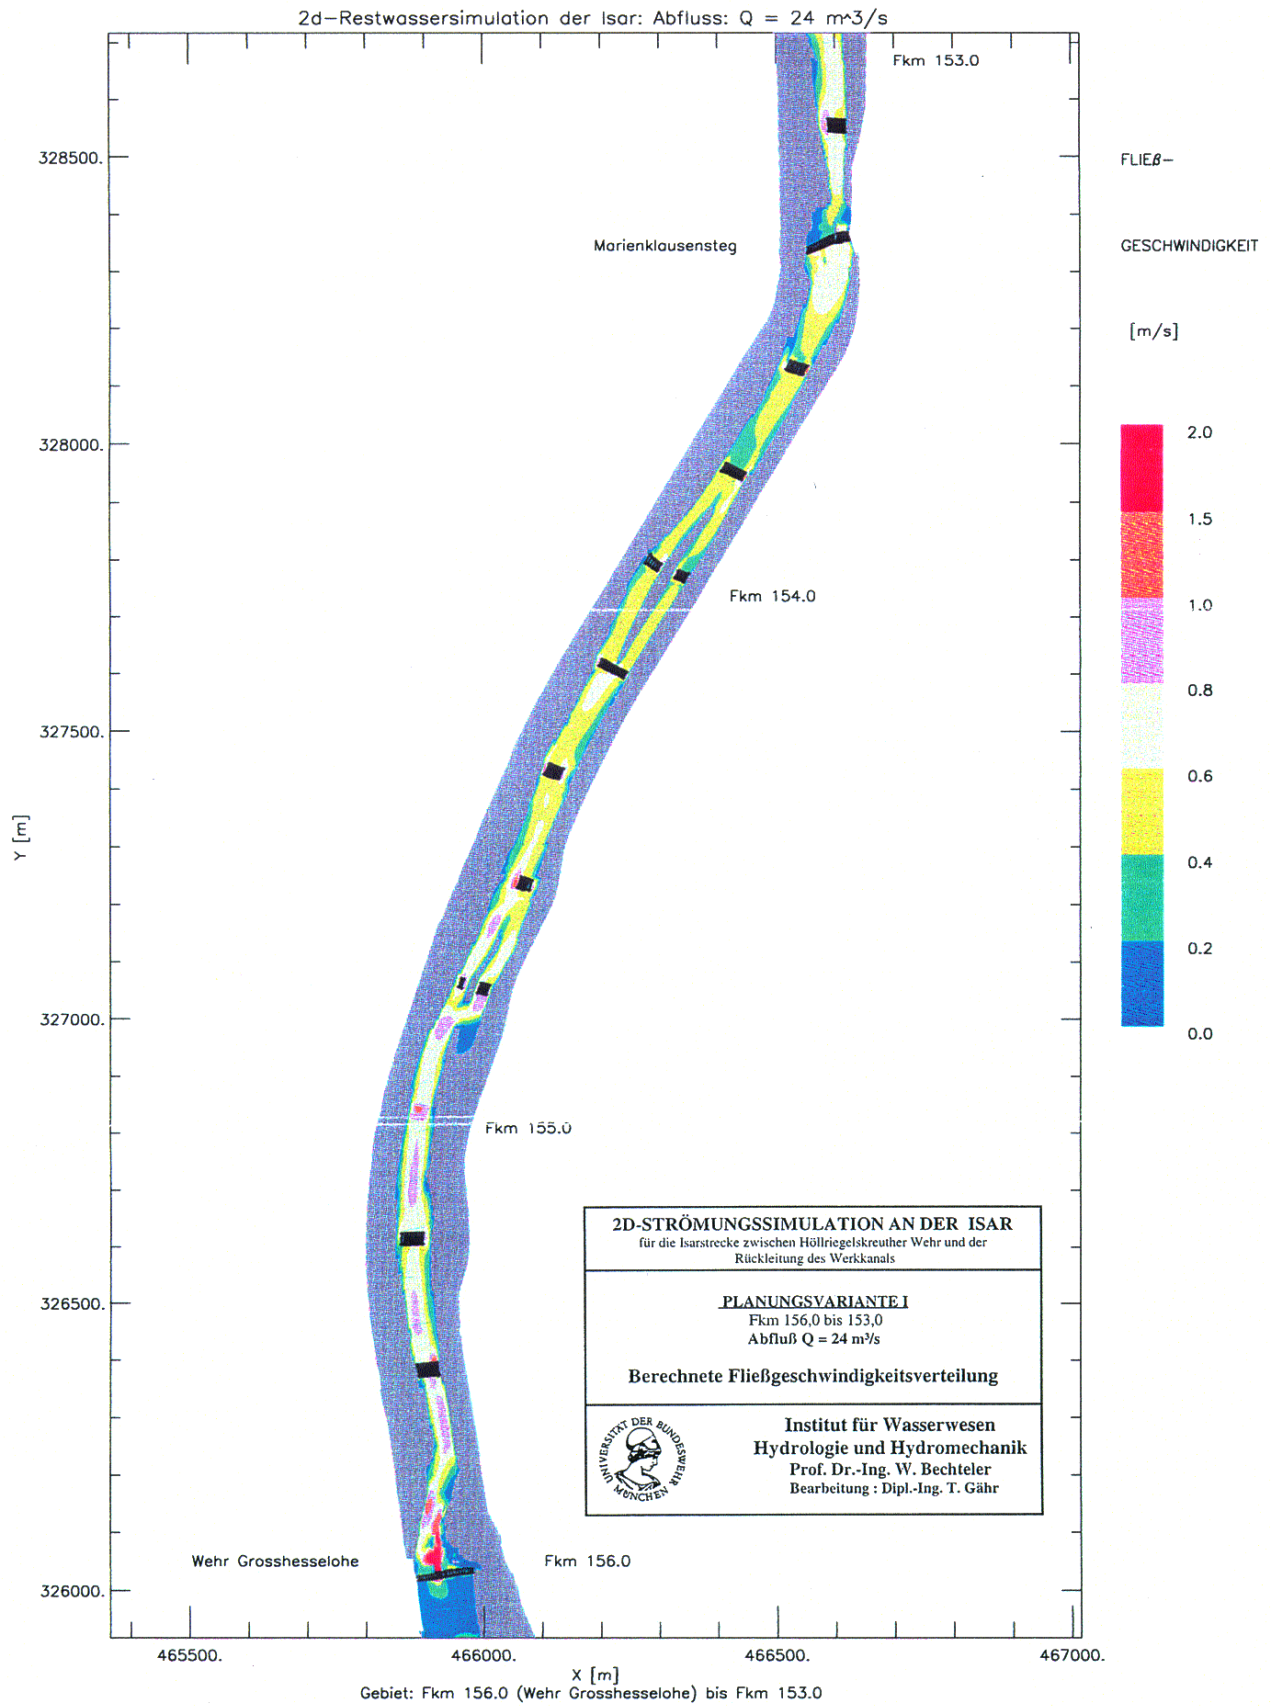 2d-Restwassersimulation der Isar: Abfluss: Q = 24 m^3/s
Fkm 153.0
328500.
FLIEß-
Marienklausensteg
GESCHWINDIGKEIT
[m/s]
2.0
328000.
1.5
Fkm 154.0
1.0
0.8
327500.
0.6
Y [m]
0.4
0.2
327000.
0.0
Fkm 155.0
2D-STRÖMUNGSSIMULATION AN DER ISAR
für die Isarstrecke zwischen Höllriegelskreuther Wehr und der
Rückleitung des Werkkanals
326500.
PLANUNGSVARIANTE I
Fkm 156,0 bis 153,0
Abfluß Q = 24 m³/s
Berechnete Fließgeschwindigkeitsverteilung
UNIVERSITÄT DER BUNDESWEHR MÜNCHEN
Institut für Wasserwesen
Hydrologie und Hydromechanik
Prof. Dr.-Ing. W. Bechteler
Bearbeitung : Dipl.-Ing. T. Gähr
Wehr Grosshesselohe
Fkm 156.0
326000.
465500.
466000.
466500.
467000.
X [m]
Gebiet: Fkm 156.0 (Wehr Grosshesselohe) bis Fkm 153.0